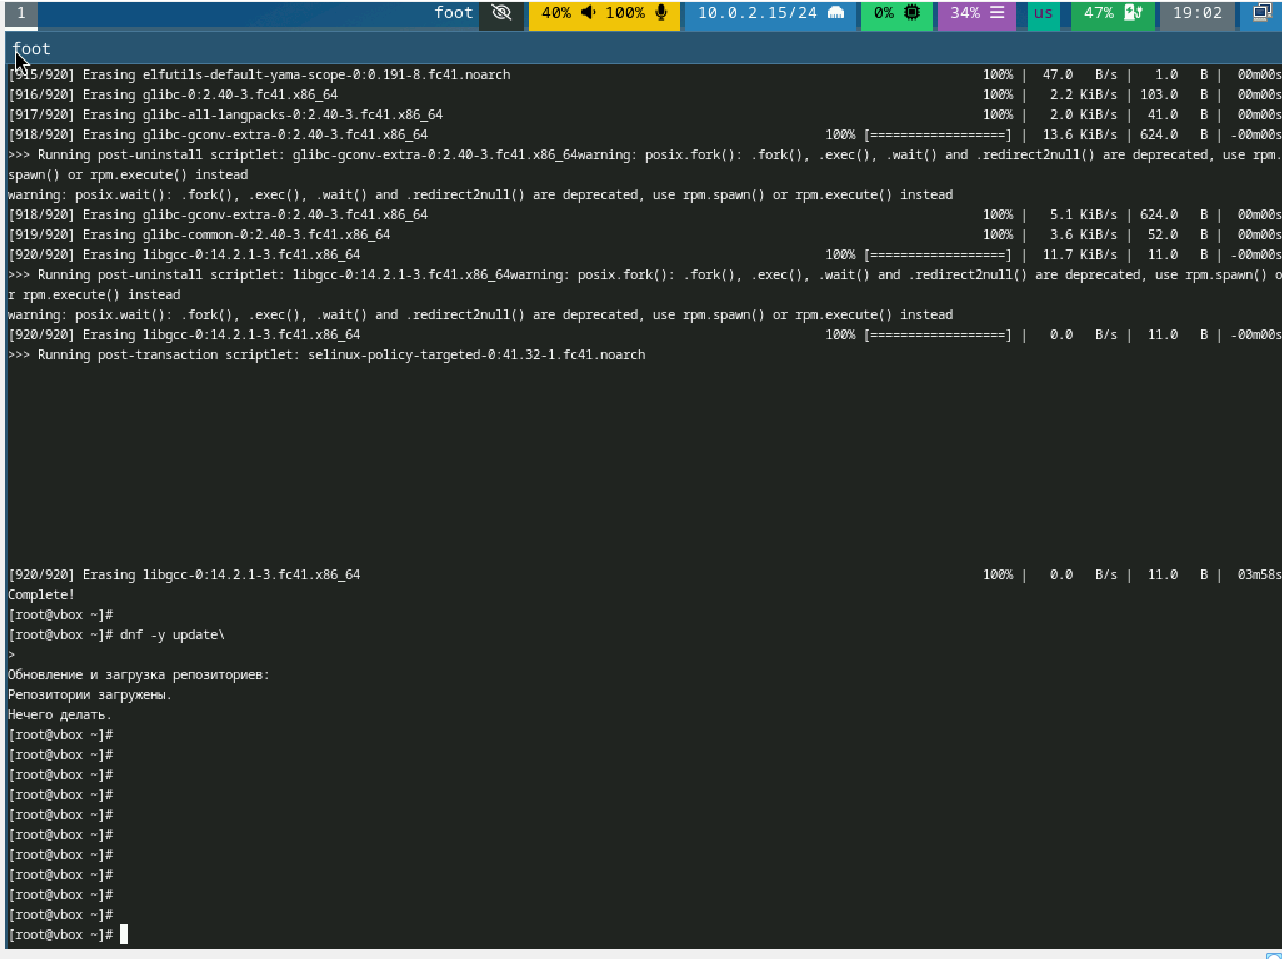 1 foot 40% 100% 10.0.2.15/24 0% 34% us 47% 19:02
foot
[915/920] Erasing elfutils-default-yama-scope-0:0.191-8.fc41.noarch 100% | 47.0 B/s | 1.0 B | 00m00s
[916/920] Erasing glibc-0:2.40-3.fc41.x86_64 100% | 2.2 KiB/s | 103.0 B | 00m00s
[917/920] Erasing glibc-all-langpacks-0:2.40-3.fc41.x86_64 100% | 2.0 KiB/s | 41.0 B | 00m00s
[918/920] Erasing glibc-gconv-extra-0:2.40-3.fc41.x86_64 100% [==================] | 13.6 KiB/s | 624.0 B | -00m00s
>>> Running post-uninstall scriptlet: glibc-gconv-extra-0:2.40-3.fc41.x86_64warning: posix.fork(): .fork(), .exec(), .wait() and .redirect2null() are deprecated, use rpm.
spawn() or rpm.execute() instead
warning: posix.wait(): .fork(), .exec(), .wait() and .redirect2null() are deprecated, use rpm.spawn() or rpm.execute() instead
[918/920] Erasing glibc-gconv-extra-0:2.40-3.fc41.x86_64 100% | 5.1 KiB/s | 624.0 B | 00m00s
[919/920] Erasing glibc-common-0:2.40-3.fc41.x86_64 100% | 3.6 KiB/s | 52.0 B | 00m00s
[920/920] Erasing libgcc-0:14.2.1-3.fc41.x86_64 100% [==================] | 11.7 KiB/s | 11.0 B | -00m00s
>>> Running post-uninstall scriptlet: libgcc-0:14.2.1-3.fc41.x86_64warning: posix.fork(): .fork(), .exec(), .wait() and .redirect2null() are deprecated, use rpm.spawn() o
r rpm.execute() instead
warning: posix.wait(): .fork(), .exec(), .wait() and .redirect2null() are deprecated, use rpm.spawn() or rpm.execute() instead
[920/920] Erasing libgcc-0:14.2.1-3.fc41.x86_64 100% [==================] | 0.0 B/s | 11.0 B | -00m00s
>>> Running post-transaction scriptlet: selinux-policy-targeted-0:41.32-1.fc41.noarch
[920/920] Erasing libgcc-0:14.2.1-3.fc41.x86_64 100% | 0.0 B/s | 11.0 B | 03m58s
Complete!
[root@vbox ~]#
[root@vbox ~]# dnf -y update\
>
Обновление и загрузка репозиториев:
Репозитории загружены.
Нечего делать.
[root@vbox ~]#
[root@vbox ~]#
[root@vbox ~]#
[root@vbox ~]#
[root@vbox ~]#
[root@vbox ~]#
[root@vbox ~]#
[root@vbox ~]#
[root@vbox ~]#
[root@vbox ~]#
[root@vbox ~]#